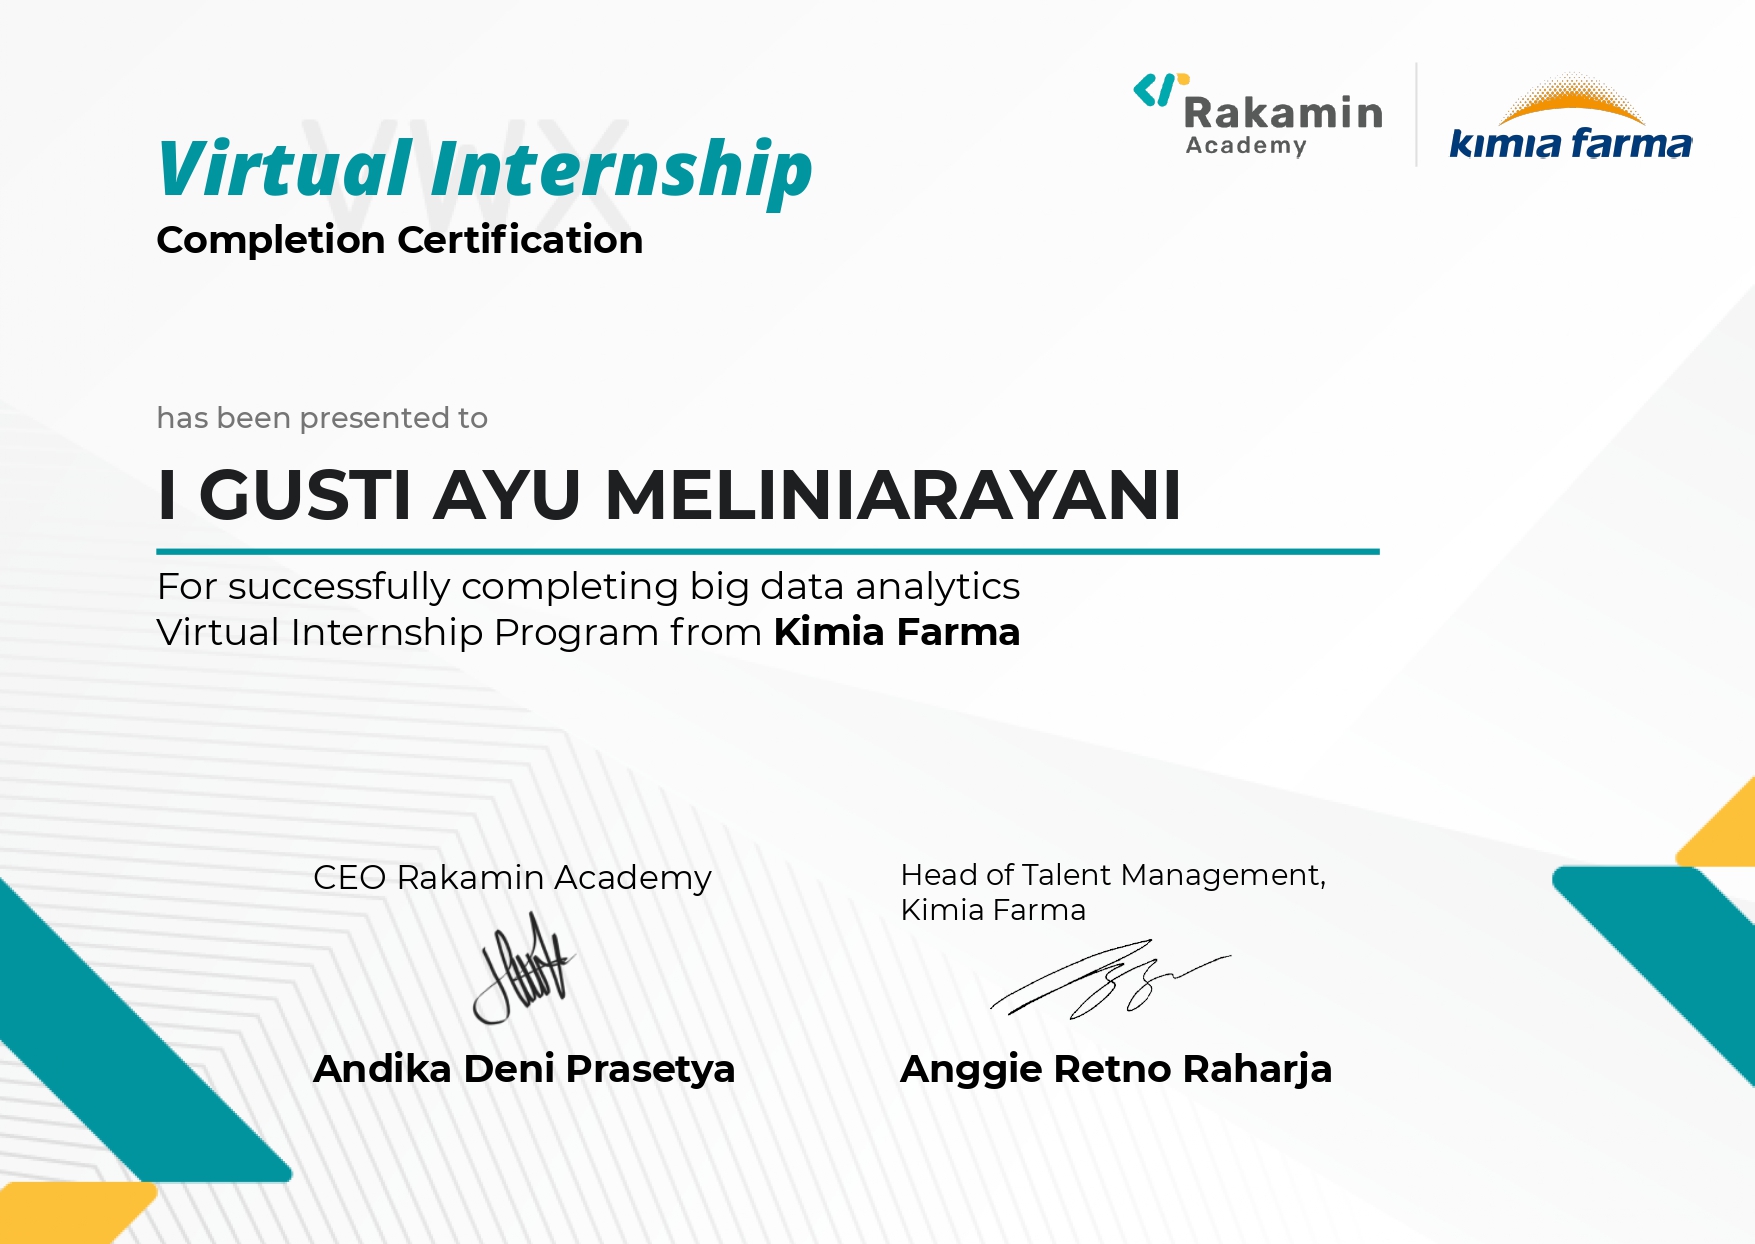 Rakamin
Academy
kimia farma
VWX
Virtual Internship
Completion Certification
has been presented to
I GUSTI AYU MELINIARAYANI
For successfully completing big data analytics
Virtual Internship Program from Kimia Farma
CEO Rakamin Academy
Andika Deni Prasetya
Head of Talent Management,
Kimia Farma
Anggie Retno Raharja